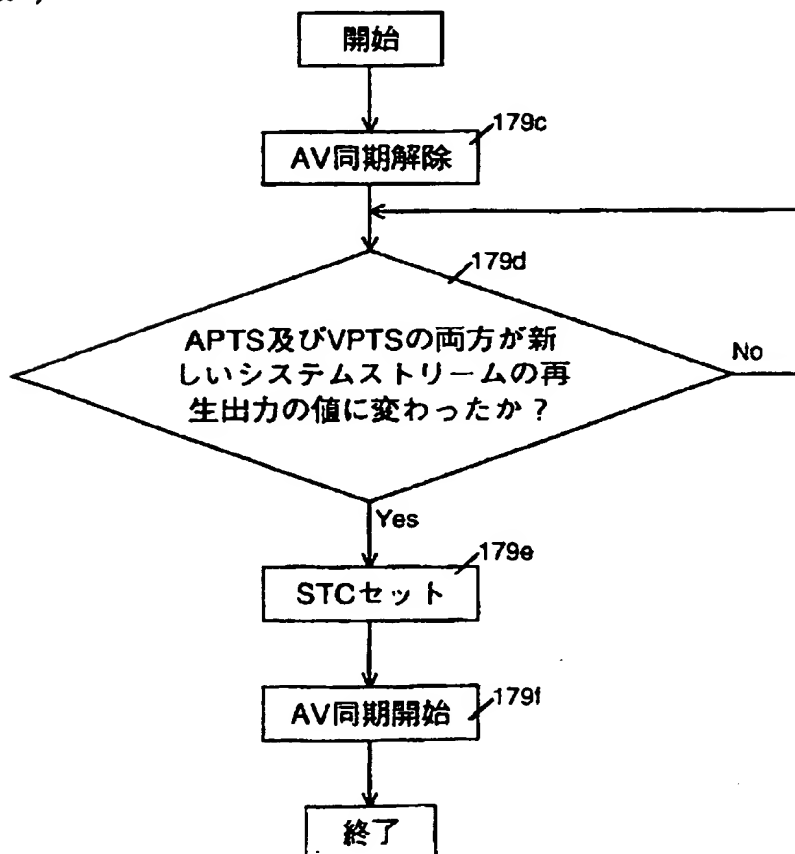 開始
179c
AV同期解除
179d
APTS及びVPTSの両方が新
しいシステムストリームの再
生出力の値に変わったか？
No
Yes
179e
STCセット
179f
AV同期開始
終了